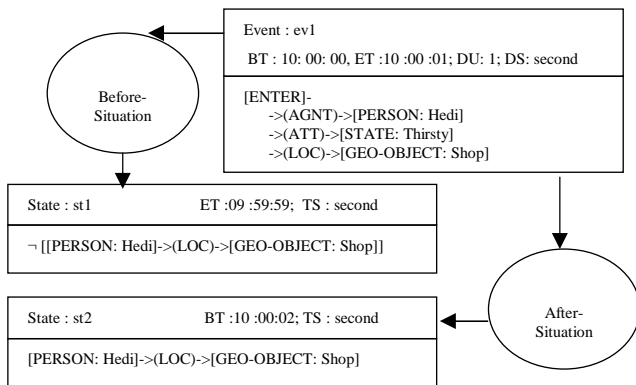 Event : ev1
BT : 10: 00: 00, ET :10 :00 :01; DU: 1; DS: second
[ENTER]-
->(AGNT)->[PERSON: Hedi]
->(ATT)->[STATE: Thirsty]
->(LOC)->[GEO-OBJECT: Shop]
Before-
Situation
State : st1 ET :09 :59:59; TS : second
¬ [[PERSON: Hedi]->(LOC)->[GEO-OBJECT: Shop]]
State : st2 BT :10 :00:02; TS : second
[PERSON: Hedi]->(LOC)->[GEO-OBJECT: Shop]
After-
Situation